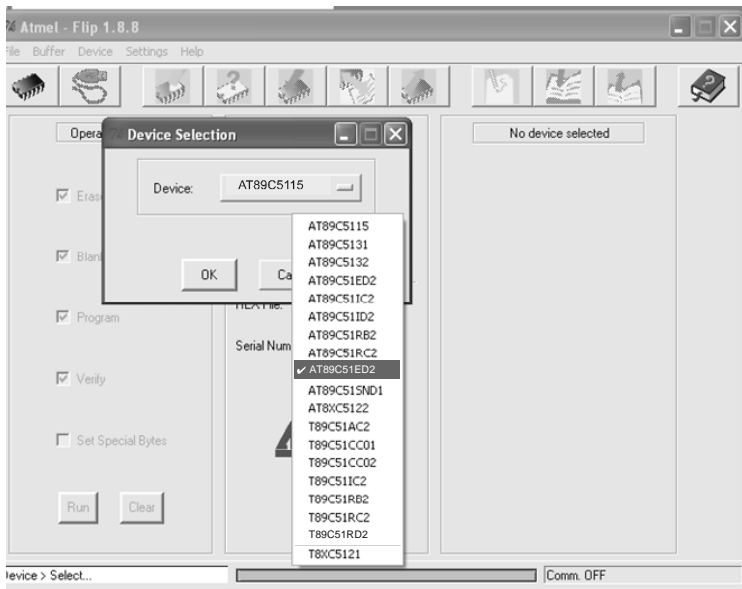 Atmel - Flip 1.8.8
File Buffer Device Settings Help
Device Selection
Device: AT89C5115
OK
AT89C5115
AT89C5131
AT89C5132
AT89C51ED2
AT89C51IC2
AT89C51ID2
AT89C51RB2
AT89C51RC2
✔ AT89C51ED2
AT89C51SND1
AT8XC5122
T89C51AC2
T89C51CC01
T89C51CC02
T89C51IC2
T89C51RB2
T89C51RC2
T89C51RD2
T8XC5121
Program
Verify
Set Special Bytes
Run Clear
HEX File:
Serial Num
No device selected
Device > Select...
Comm. OFF